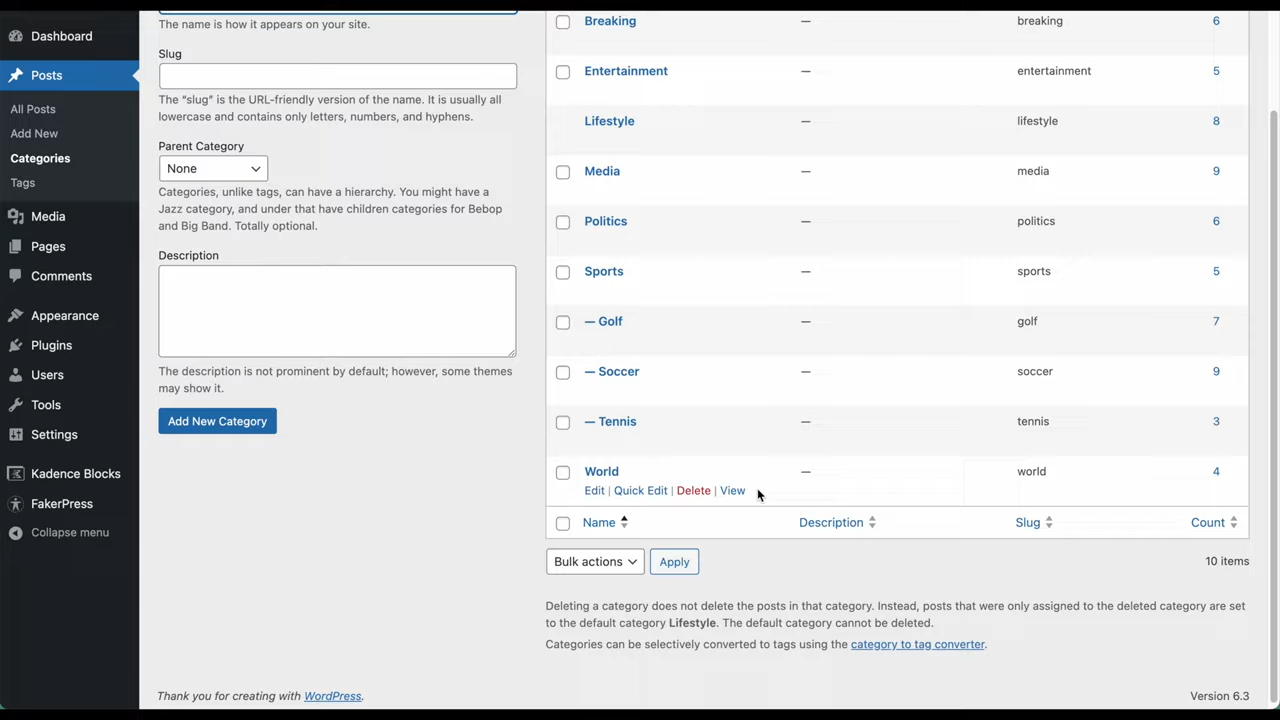 Dashboard
Posts
All Posts
Add New
Categories
Tags
Media
Pages
Comments
Appearance
Plugins
Users
Tools
Settings
Kadence Blocks
FakerPress
Collapse menu
The name is how it appears on your site.
Slug
The “slug” is the URL-friendly version of the name. It is usually all
lowercase and contains only letters, numbers, and hyphens.
Parent Category
None
Categories, unlike tags, can have a hierarchy. You might have a
Jazz category, and under that have children categories for Bebop
and Big Band. Totally optional.
Description
The description is not prominent by default; however, some themes
may show it.
Add New Category
Breaking — breaking 6
Entertainment — entertainment 5
Lifestyle — lifestyle 8
Media — media 9
Politics — politics 6
Sports — sports 5
— Golf — golf 7
— Soccer — soccer 9
— Tennis — tennis 3
World — world 4
Edit | Quick Edit | Delete | View
Name Description Slug Count
Bulk actions Apply 10 items
Deleting a category does not delete the posts in that category. Instead, posts that were only assigned to the deleted category are set
to the default category Lifestyle. The default category cannot be deleted.
Categories can be selectively converted to tags using the category to tag converter.
Thank you for creating with WordPress. Version 6.3